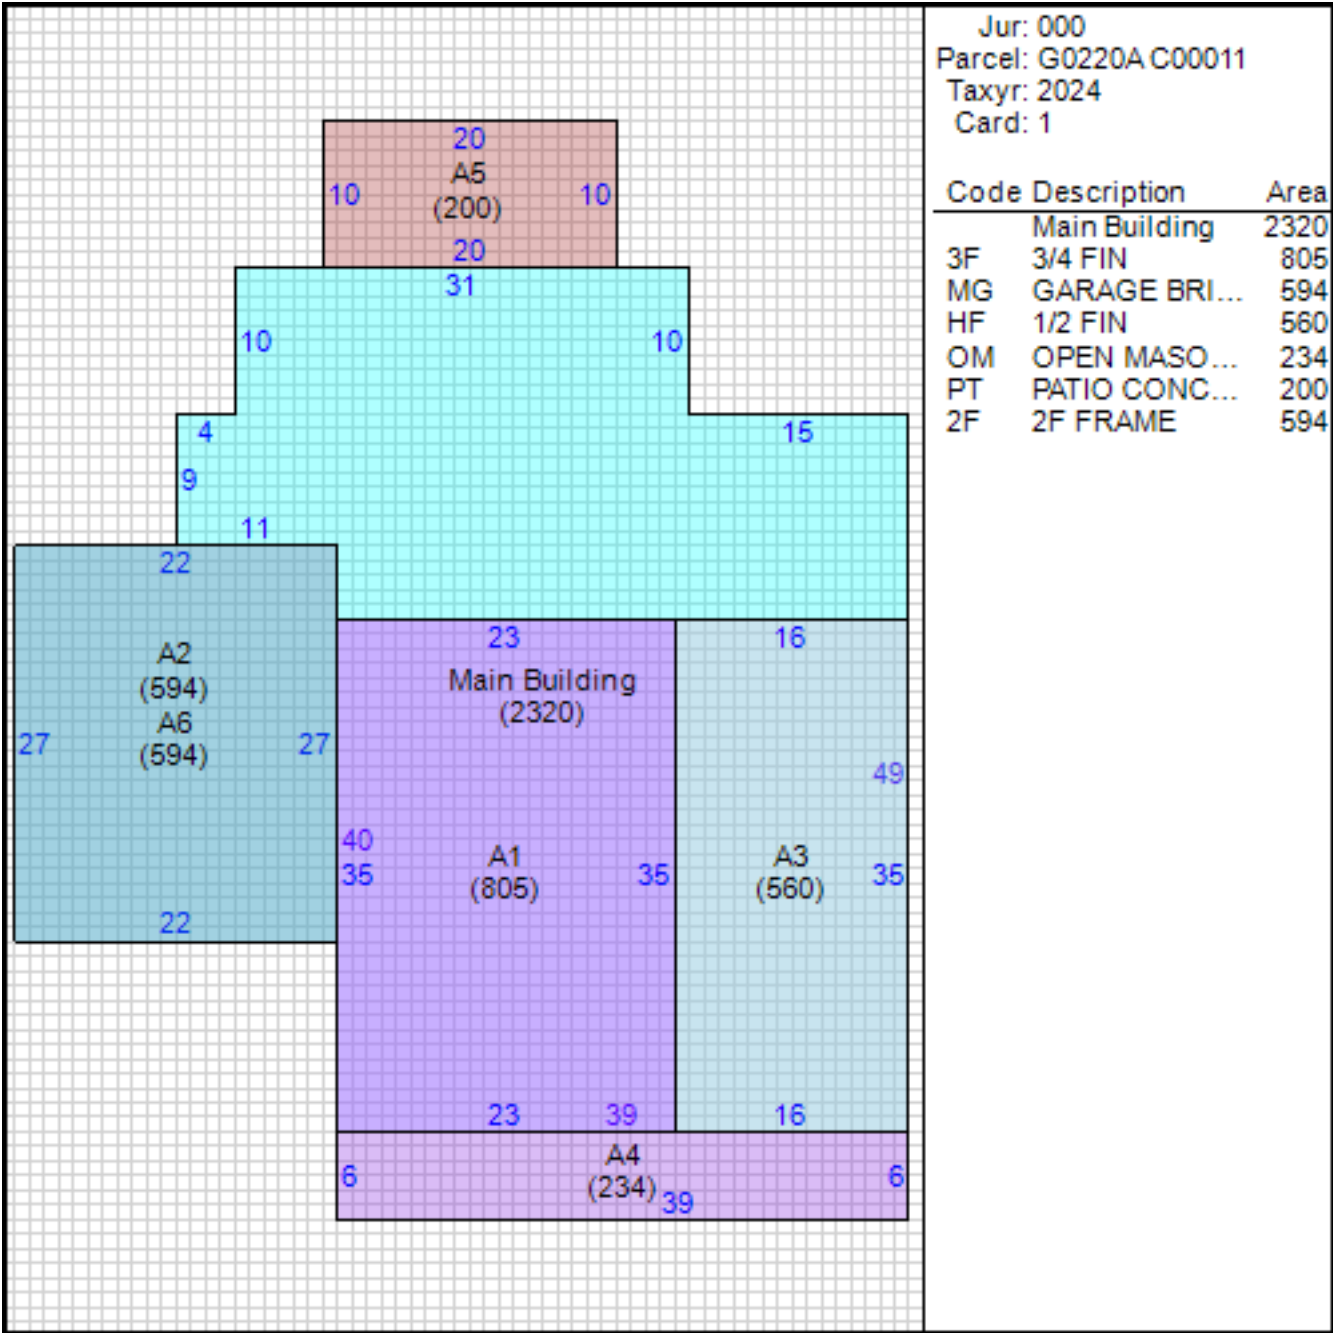 Jur: 000
Parcel: G0220A C00011
Taxyr: 2024
Card: 1
Code Description Area
Main Building 2320
3F 3/4 FIN 805
MG GARAGE BRI... 594
HF 1/2 FIN 560
OM OPEN MASO... 234
PT PATIO CONC... 200
2F 2F FRAME 594
20
A5
10 10
(200)
20
31
10 10
4 15
9
11
22
A2
(594)
A6
(594)
27 27
22
23 16
Main Building
(2320)
49
40
A1 A3
35 35 35
(805) (560)
23 39 16
A4
6 6
(234)
39